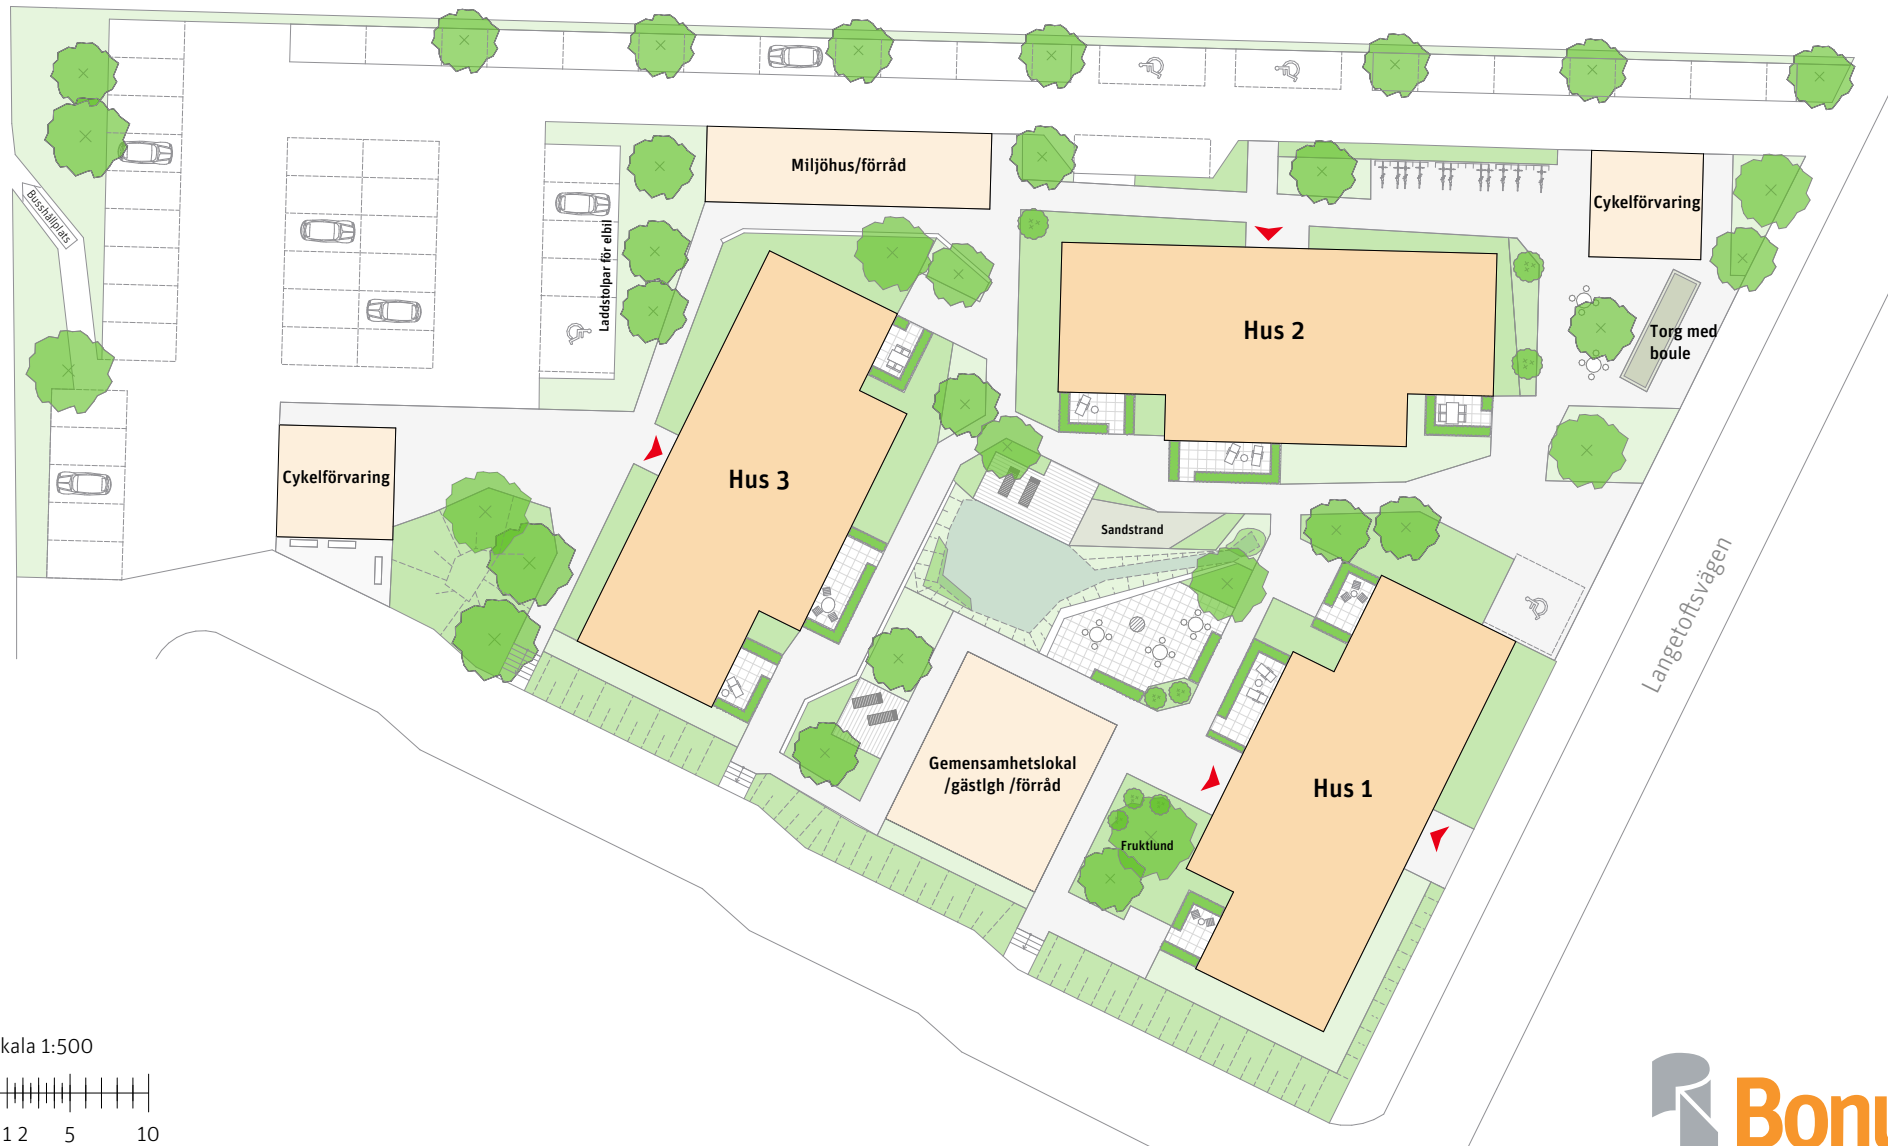 Busshållplats
Laddstolpar för elbil
Miljöhus/förråd
Cykelförvaring
Hus 2
Torg med
boule
Cykelförvaring
Hus 3
Sandstrand
Langetoftsvägen
Gemensamhetslokal
/gästlgh /förråd
Hus 1
Fruktlund
kala 1:500
1 2 5 10
Bonu